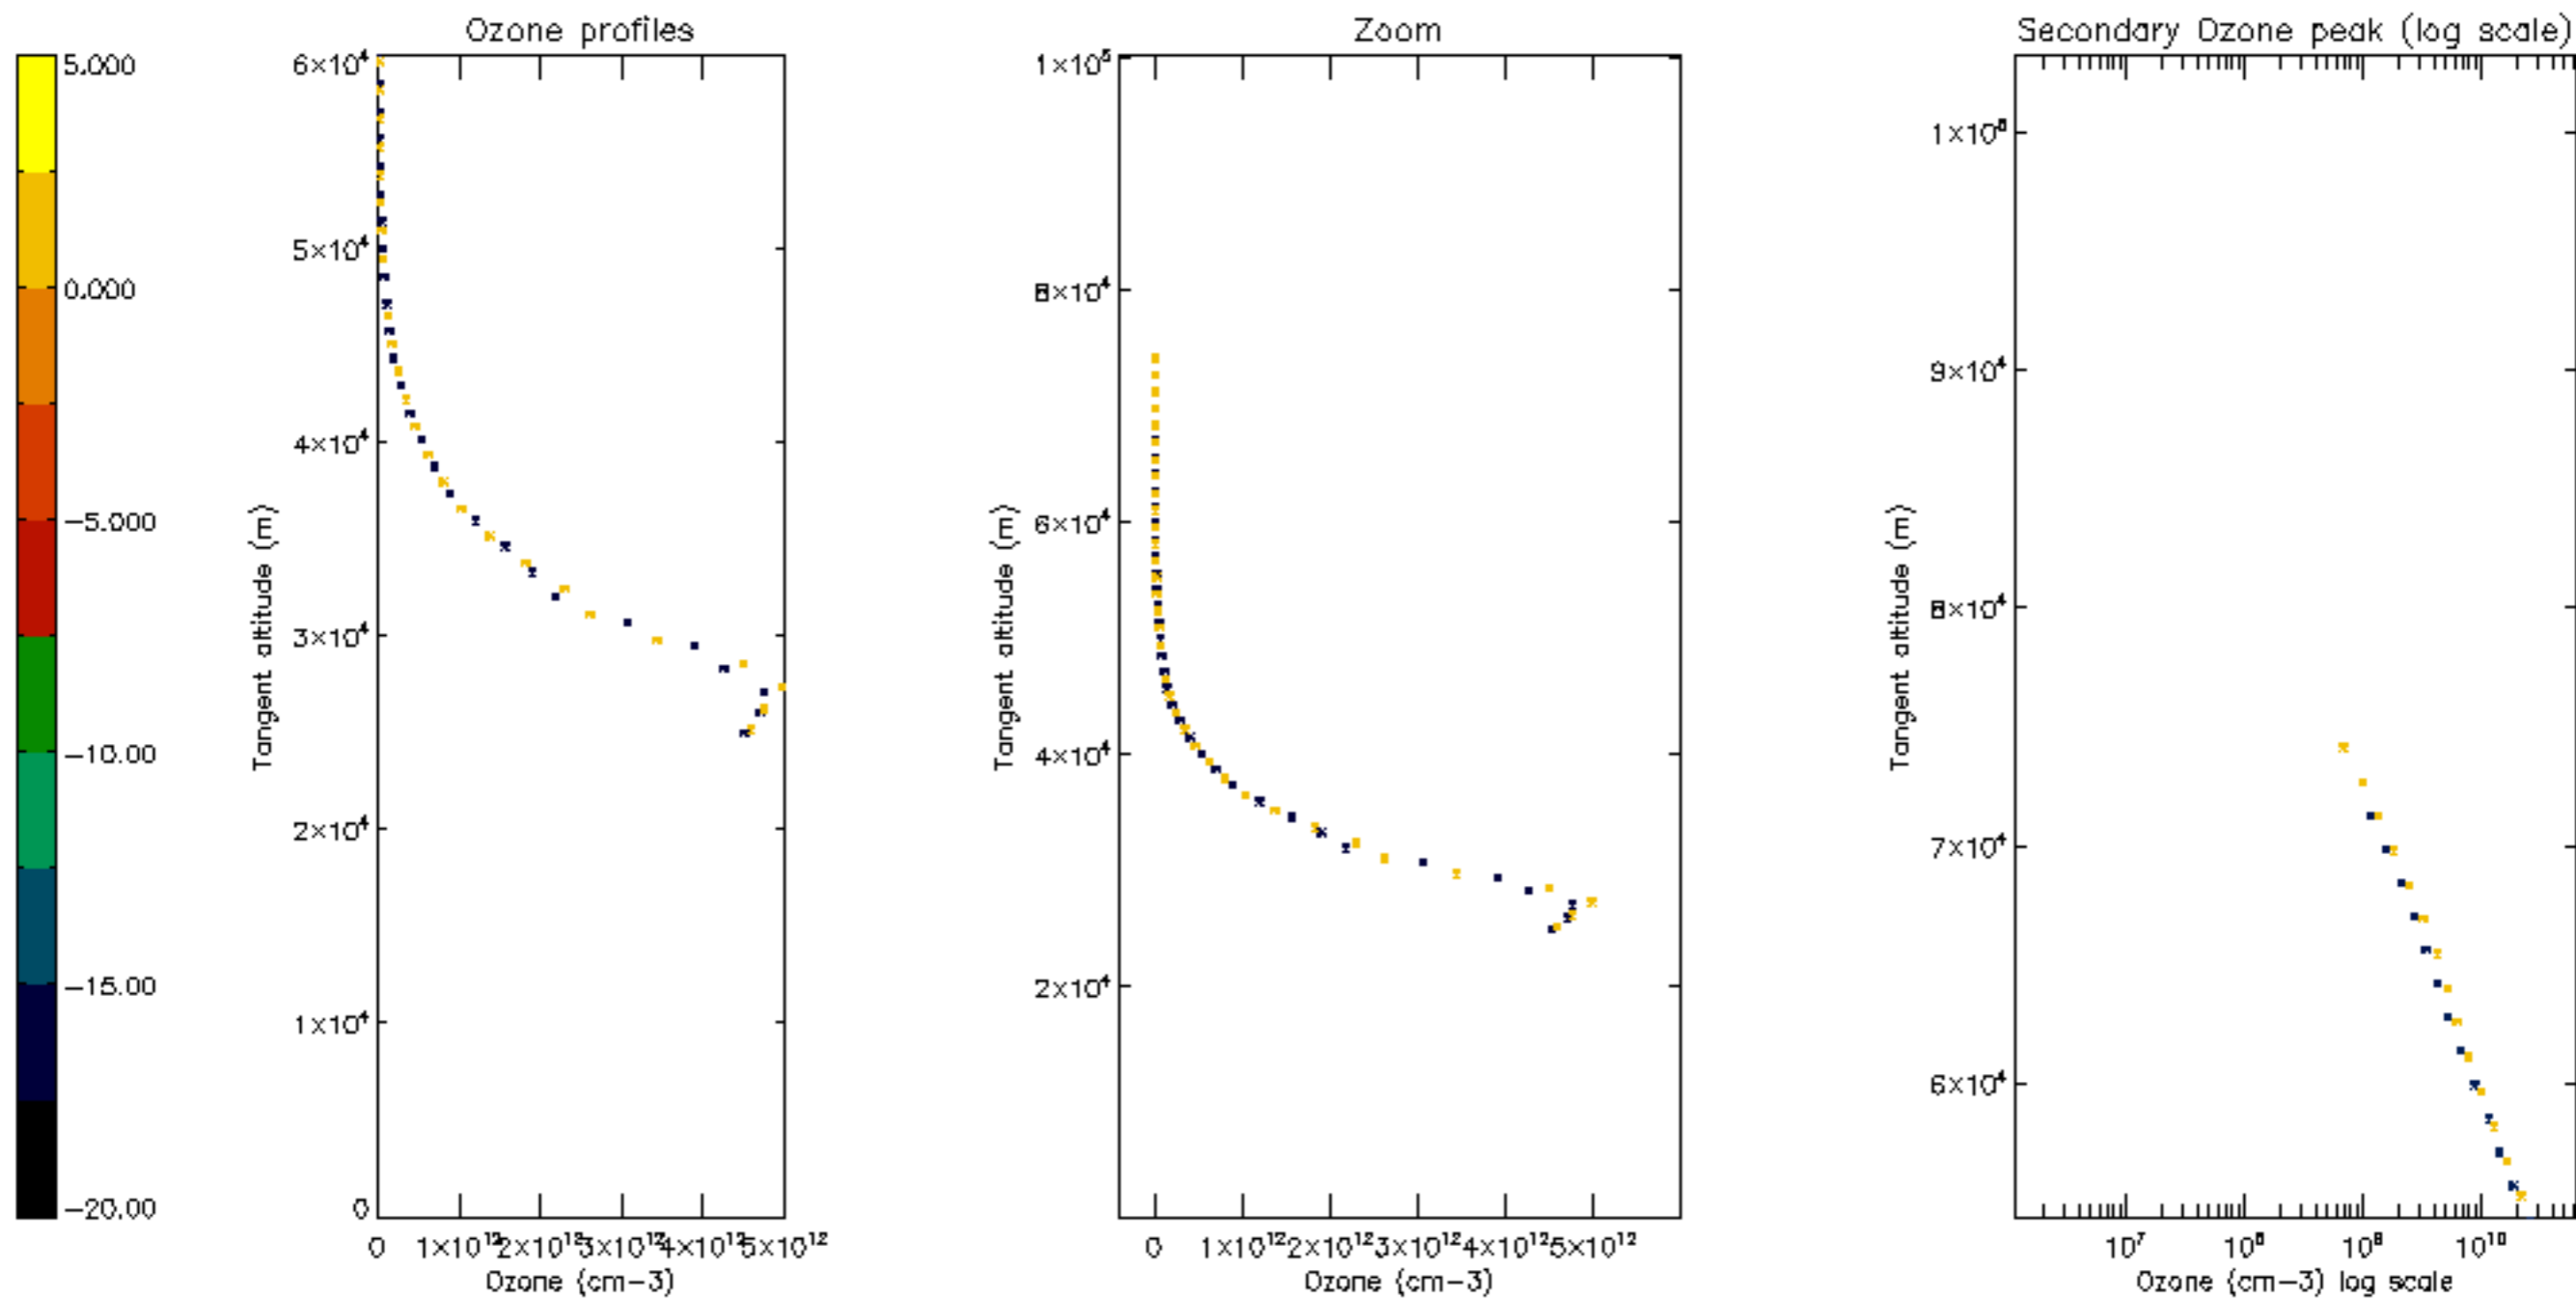 Ozone profiles
Zoom
Secondary Ozone peak (log scale)
5.000
0.000
−5.000
−10.00
−15.00
−20.00
6×10⁴
5×10⁴
4×10⁴
3×10⁴
2×10⁴
1×10⁴
0
Tangent altitude (m)
0 1×10¹² 2×10¹² 3×10¹² 4×10¹² 5×10¹²
Ozone (cm−3)
1×10⁵
8×10⁴
6×10⁴
4×10⁴
2×10⁴
Tangent altitude (m)
0 1×10¹² 2×10¹² 3×10¹² 4×10¹² 5×10¹²
Ozone (cm−3)
1×10⁵
9×10⁴
8×10⁴
7×10⁴
6×10⁴
Tangent altitude (m)
10⁷ 10⁸ 10⁹ 10¹⁰
Ozone (cm−3) log scale